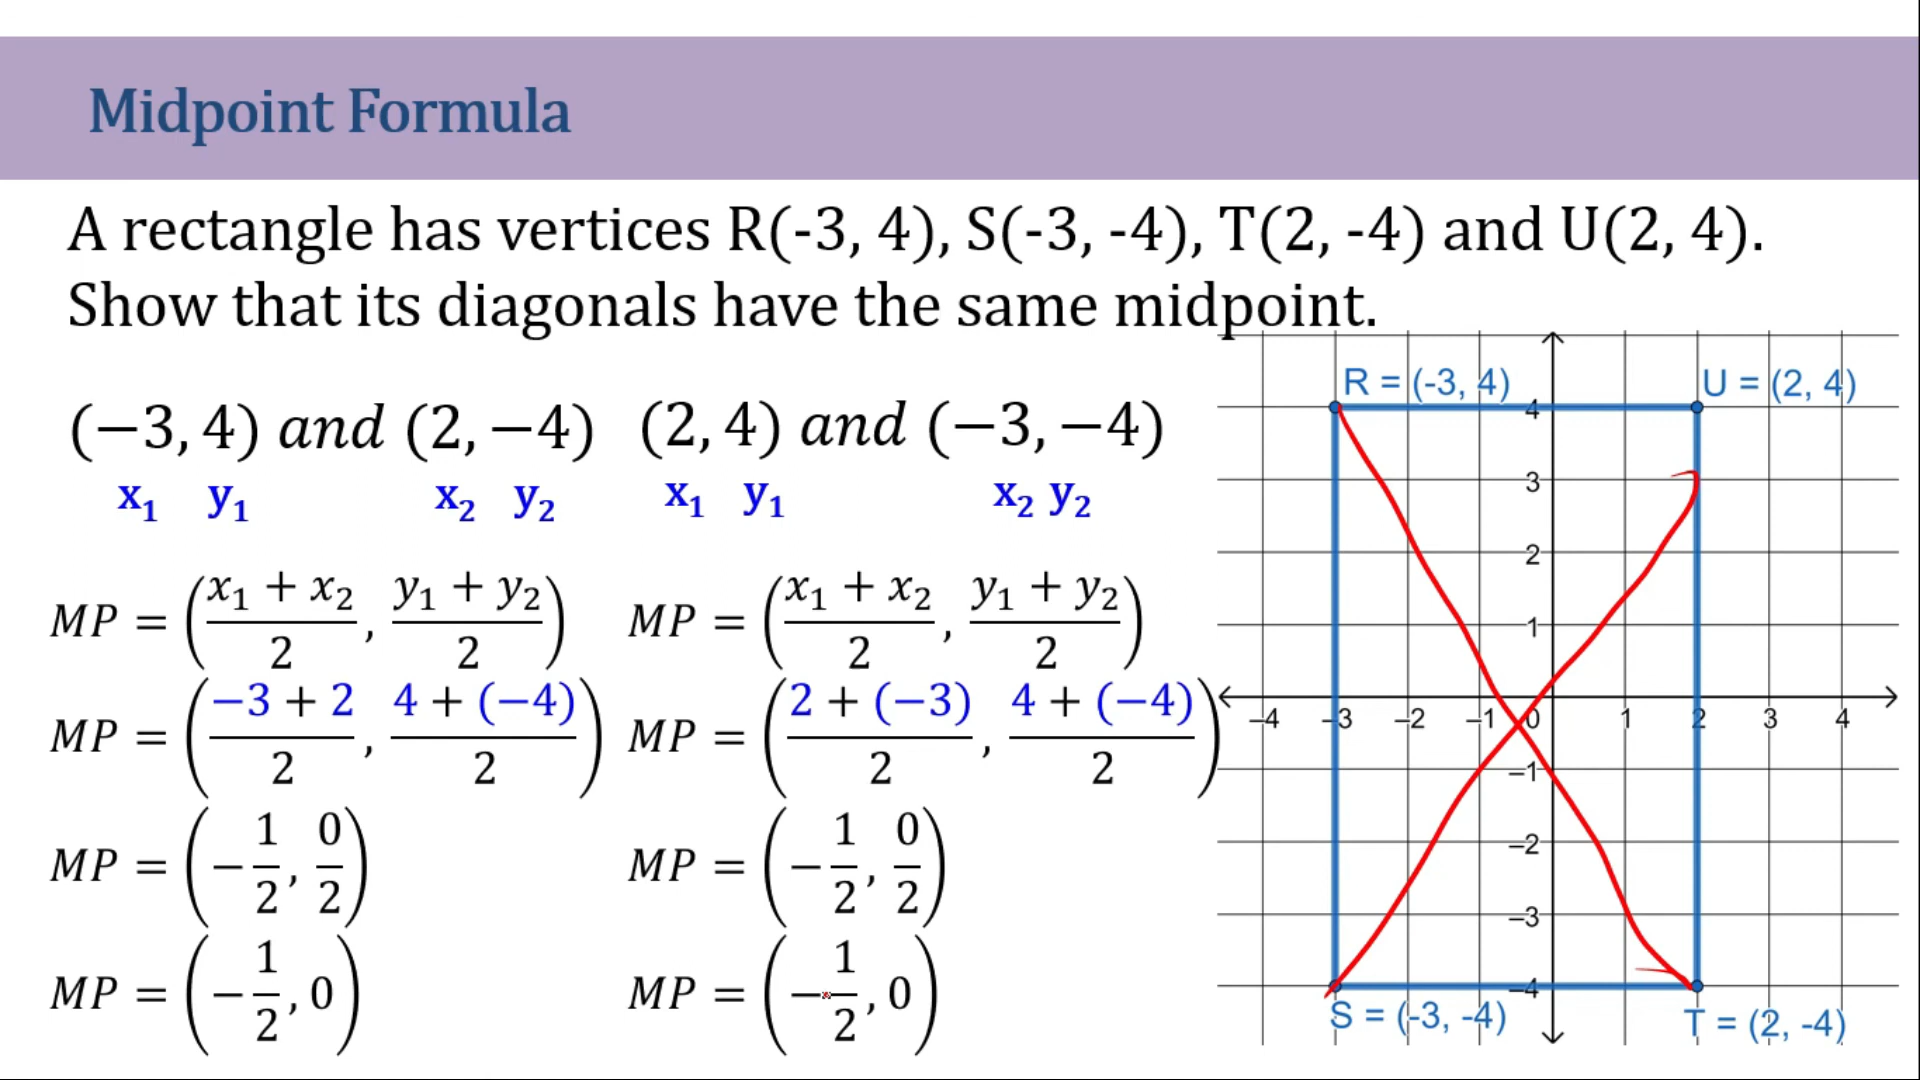 Midpoint Formula
A rectangle has vertices R(-3, 4), S(-3, -4), T(2, -4) and U(2, 4).
Show that its diagonals have the same midpoint.
(−3, 4) and (2, −4)
x₁ y₁ x₂ y₂
MP = ((x₁ + x₂)/2, (y₁ + y₂)/2)
MP = ((−3 + 2)/2, (4 + (−4))/2)
MP = (−1/2, 0/2)
MP = (−1/2, 0)
(2, 4) and (−3, −4)
x₁ y₁ x₂ y₂
MP = ((x₁ + x₂)/2, (y₁ + y₂)/2)
MP = ((2 + (−3))/2, (4 + (−4))/2)
MP = (−1/2, 0/2)
MP = (−1/2, 0)
R = (-3, 4)
U = (2, 4)
4
3
2
1
−4 −3 −2 −1 0 1 2 3 4
−1
−2
−3
−4
S = (-3, -4)
T = (2, -4)